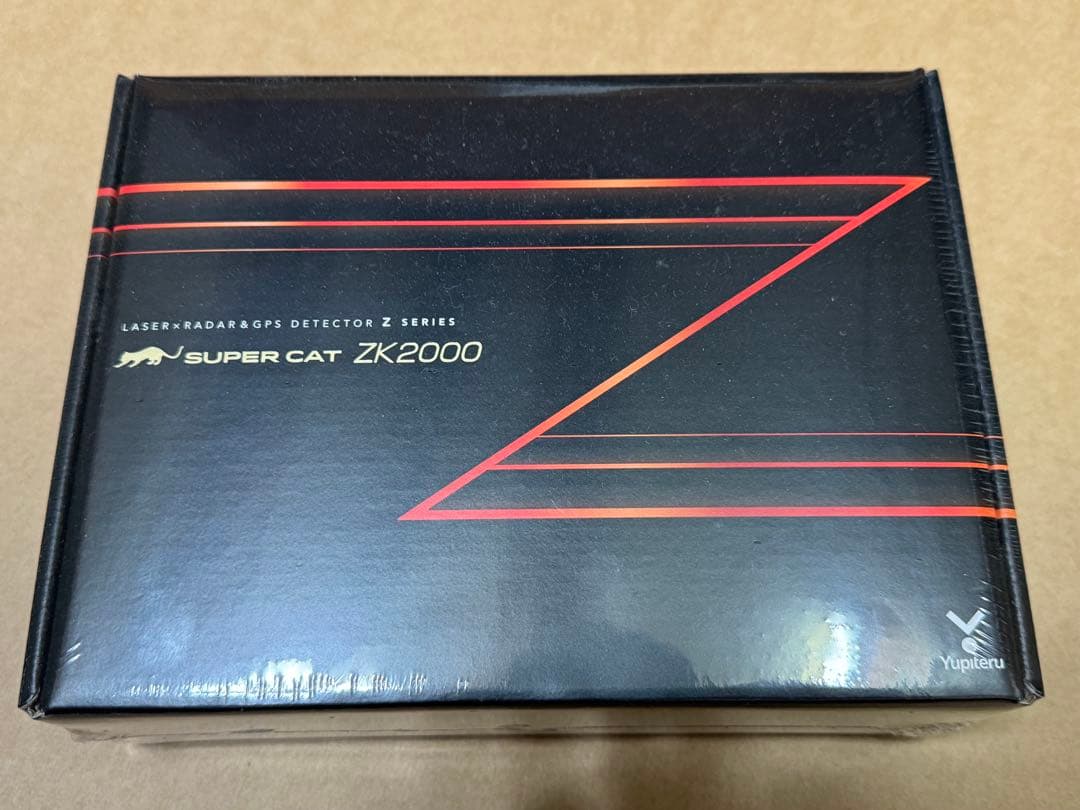 LASER×RADAR&GPS DETECTOR Z SERIES
SUPER CAT ZK2000
Yupiteru